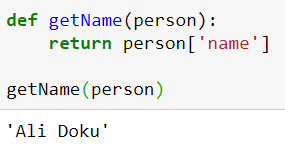 def getName(person):
    return person['name']
getName(person)
'Ali Doku'